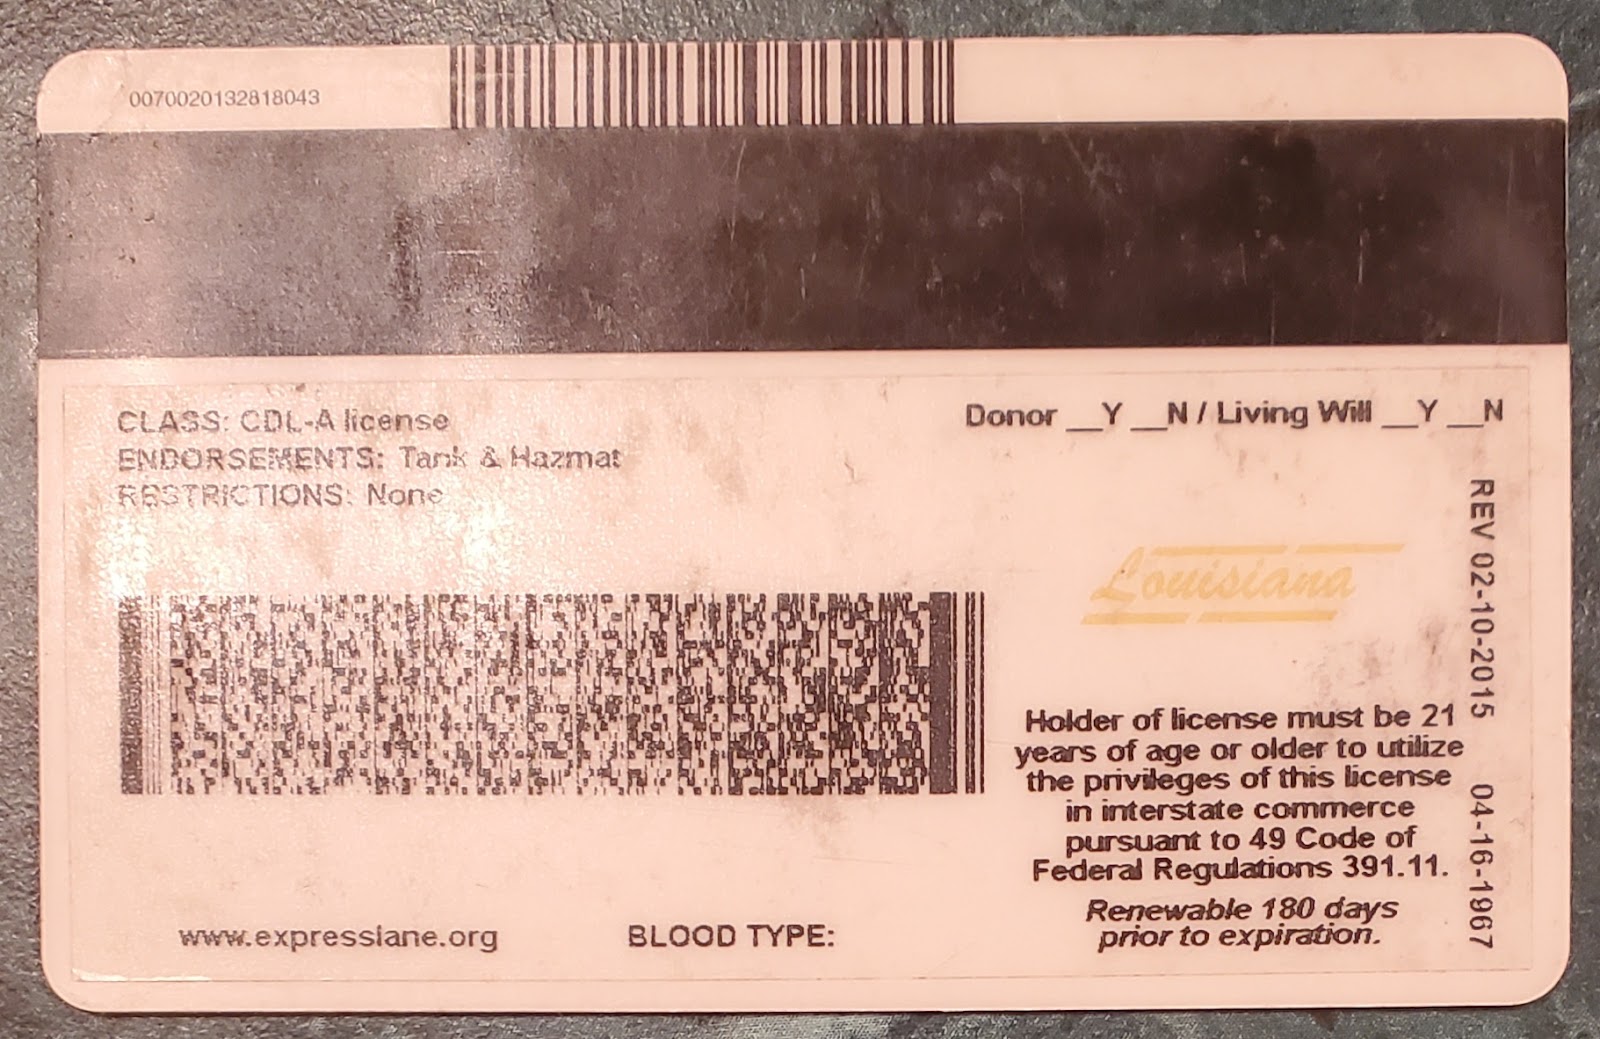 0070020132818043
CLASS: CDL-A license
ENDORSEMENTS: Tank & Hazmat
RESTRICTIONS: None
Donor __Y __N / Living Will __Y __N
REV 02-10-2015 04-16-1967
Louisiana
Holder of license must be 21
years of age or older to utilize
the privileges of this license
in interstate commerce
pursuant to 49 Code of
Federal Regulations 391.11.
Renewable 180 days
prior to expiration.
www.expresslane.org
BLOOD TYPE: